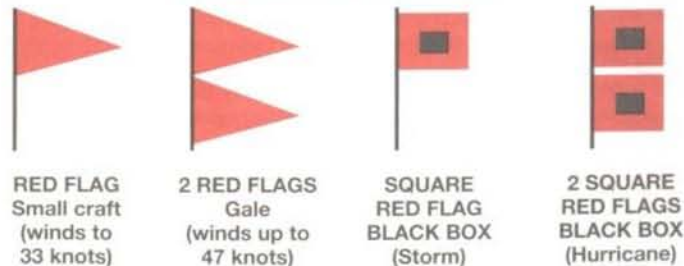 RED FLAG
Small craft
(winds to
33 knots)
2 RED FLAGS
Gale
(winds up to
47 knots)
SQUARE
RED FLAG
BLACK BOX
(Storm)
2 SQUARE
RED FLAGS
BLACK BOX
(Hurricane)